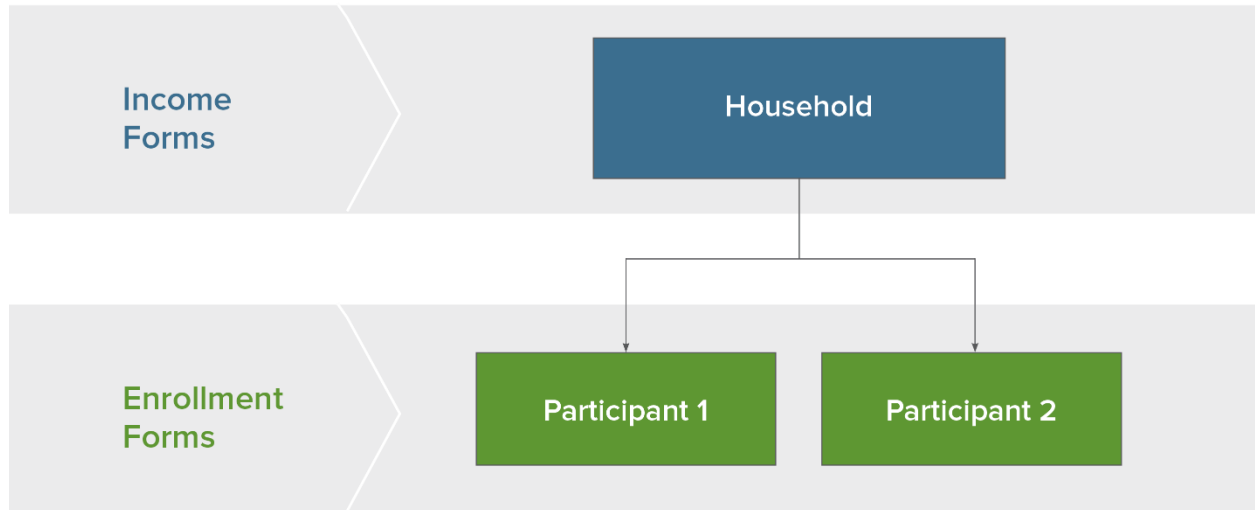 Income
Forms
Household
Enrollment
Forms
Participant 1
Participant 2